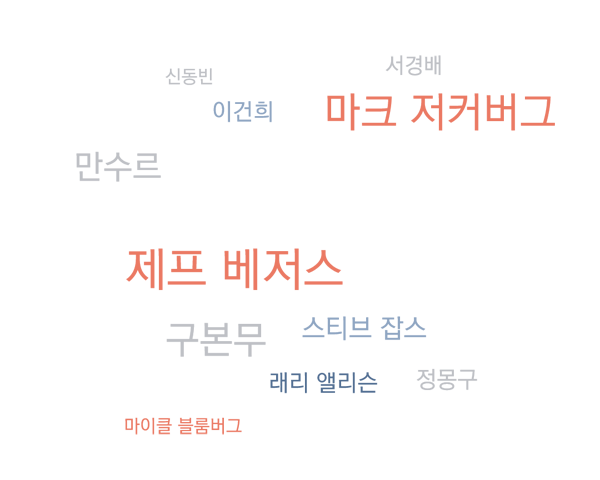 서경배
신동빈
이건희
마크 저커버그
만수르
제프 베저스
스티브 잡스
구본무
래리 앨리슨
정몽구
마이클 블룸버그